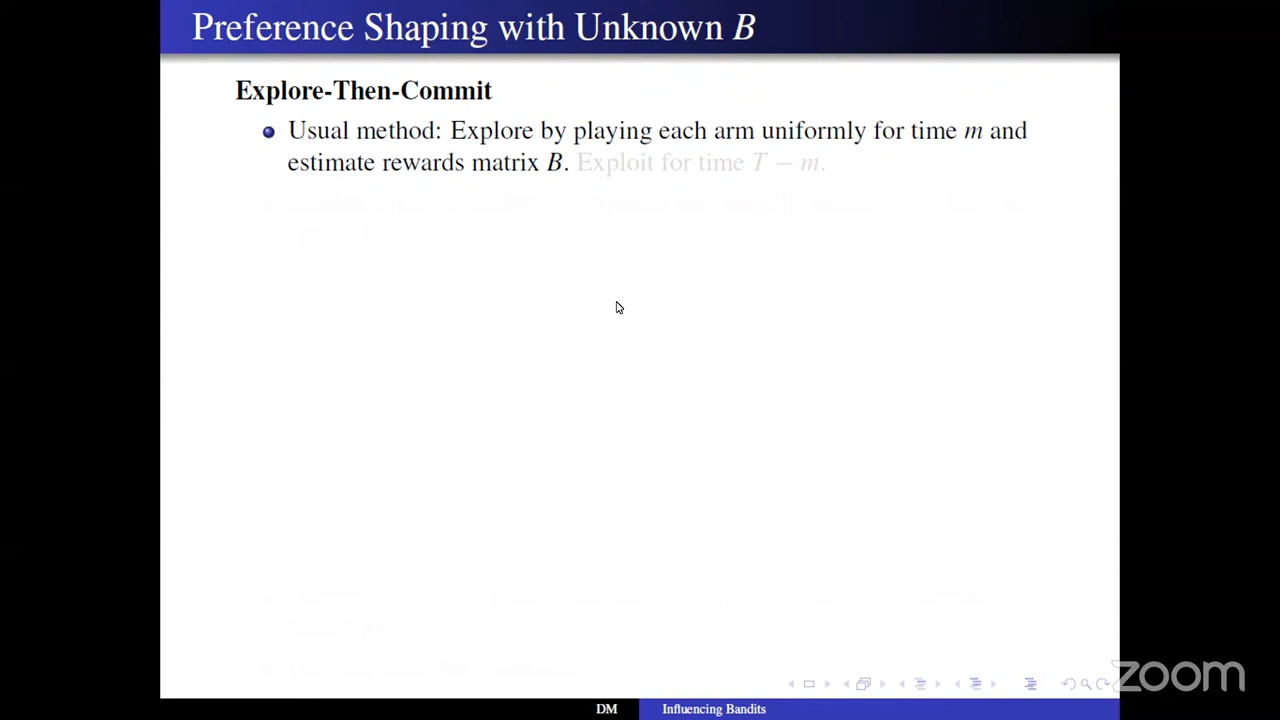 Preference Shaping with Unknown B
Explore-Then-Commit
Usual method: Explore by playing each arm uniformly for time m and
estimate rewards matrix B. Exploit for time T − m.
zoom
DM
Influencing Bandits